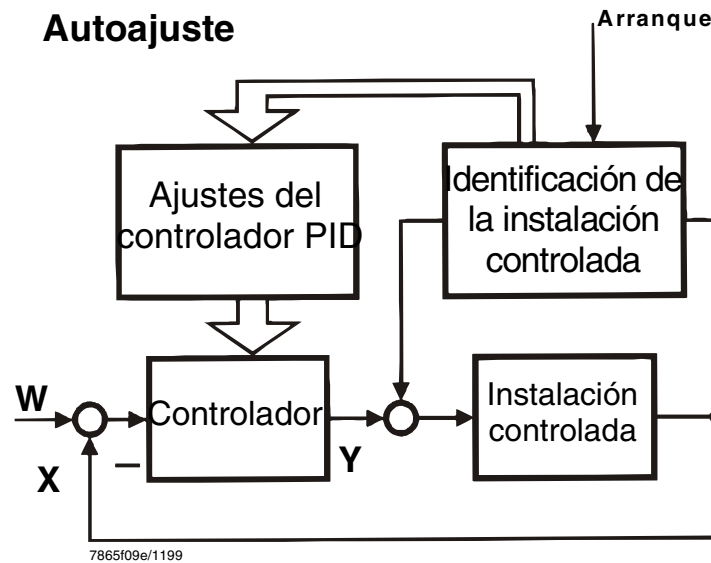 Autoajuste
Arranque
Ajustes del
controlador PID
Identificación de
la instalación
controlada
W
Controlador
Y
Instalación
controlada
X
–
7865f09e/1199